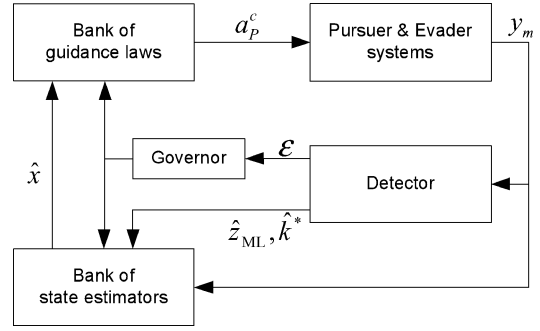 Bank of
guidance laws
a_P^c
Pursuer & Evader
systems
y_m
Governor
ε
Detector
x̂
ẑ_ML, k̂*
Bank of
state estimators